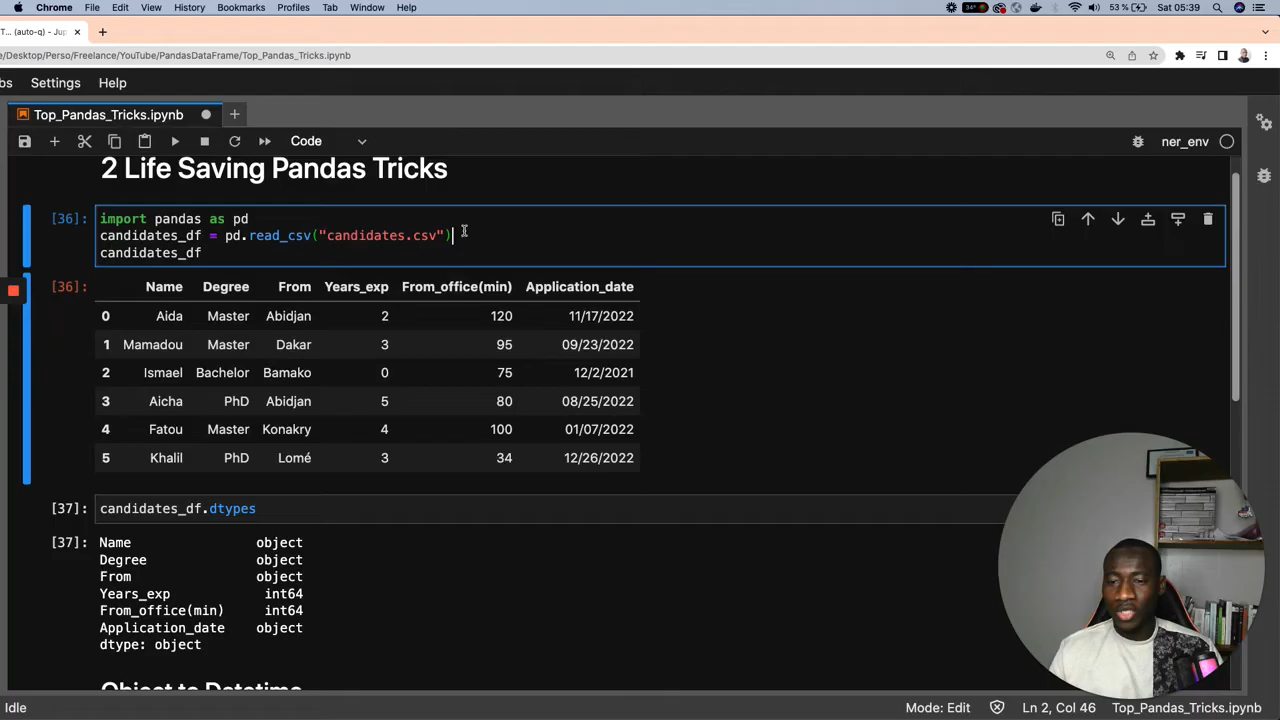 Chrome File Edit View History Bookmarks Profiles Tab Window Help 34° 53 % Sat 05:39
T... (auto-q) - Jup
e/Desktop/Perso/Freelance/YouTube/PandasDataFrame/Top_Pandas_Tricks.ipynb
bs Settings Help
Top_Pandas_Tricks.ipynb
Code ner_env
2 Life Saving Pandas Tricks
[36]: import pandas as pd
candidates_df = pd.read_csv("candidates.csv")
candidates_df
[36]: Name Degree From Years_exp From_office(min) Application_date
0 Aida Master Abidjan 2 120 11/17/2022
1 Mamadou Master Dakar 3 95 09/23/2022
2 Ismael Bachelor Bamako 0 75 12/2/2021
3 Aicha PhD Abidjan 5 80 08/25/2022
4 Fatou Master Konakry 4 100 01/07/2022
5 Khalil PhD Lomé 3 34 12/26/2022
[37]: candidates_df.dtypes
[37]: Name object
Degree object
From object
Years_exp int64
From_office(min) int64
Application_date object
dtype: object
Object to Datetime
Idle Mode: Edit Ln 2, Col 46 Top_Pandas_Tricks.ipynb